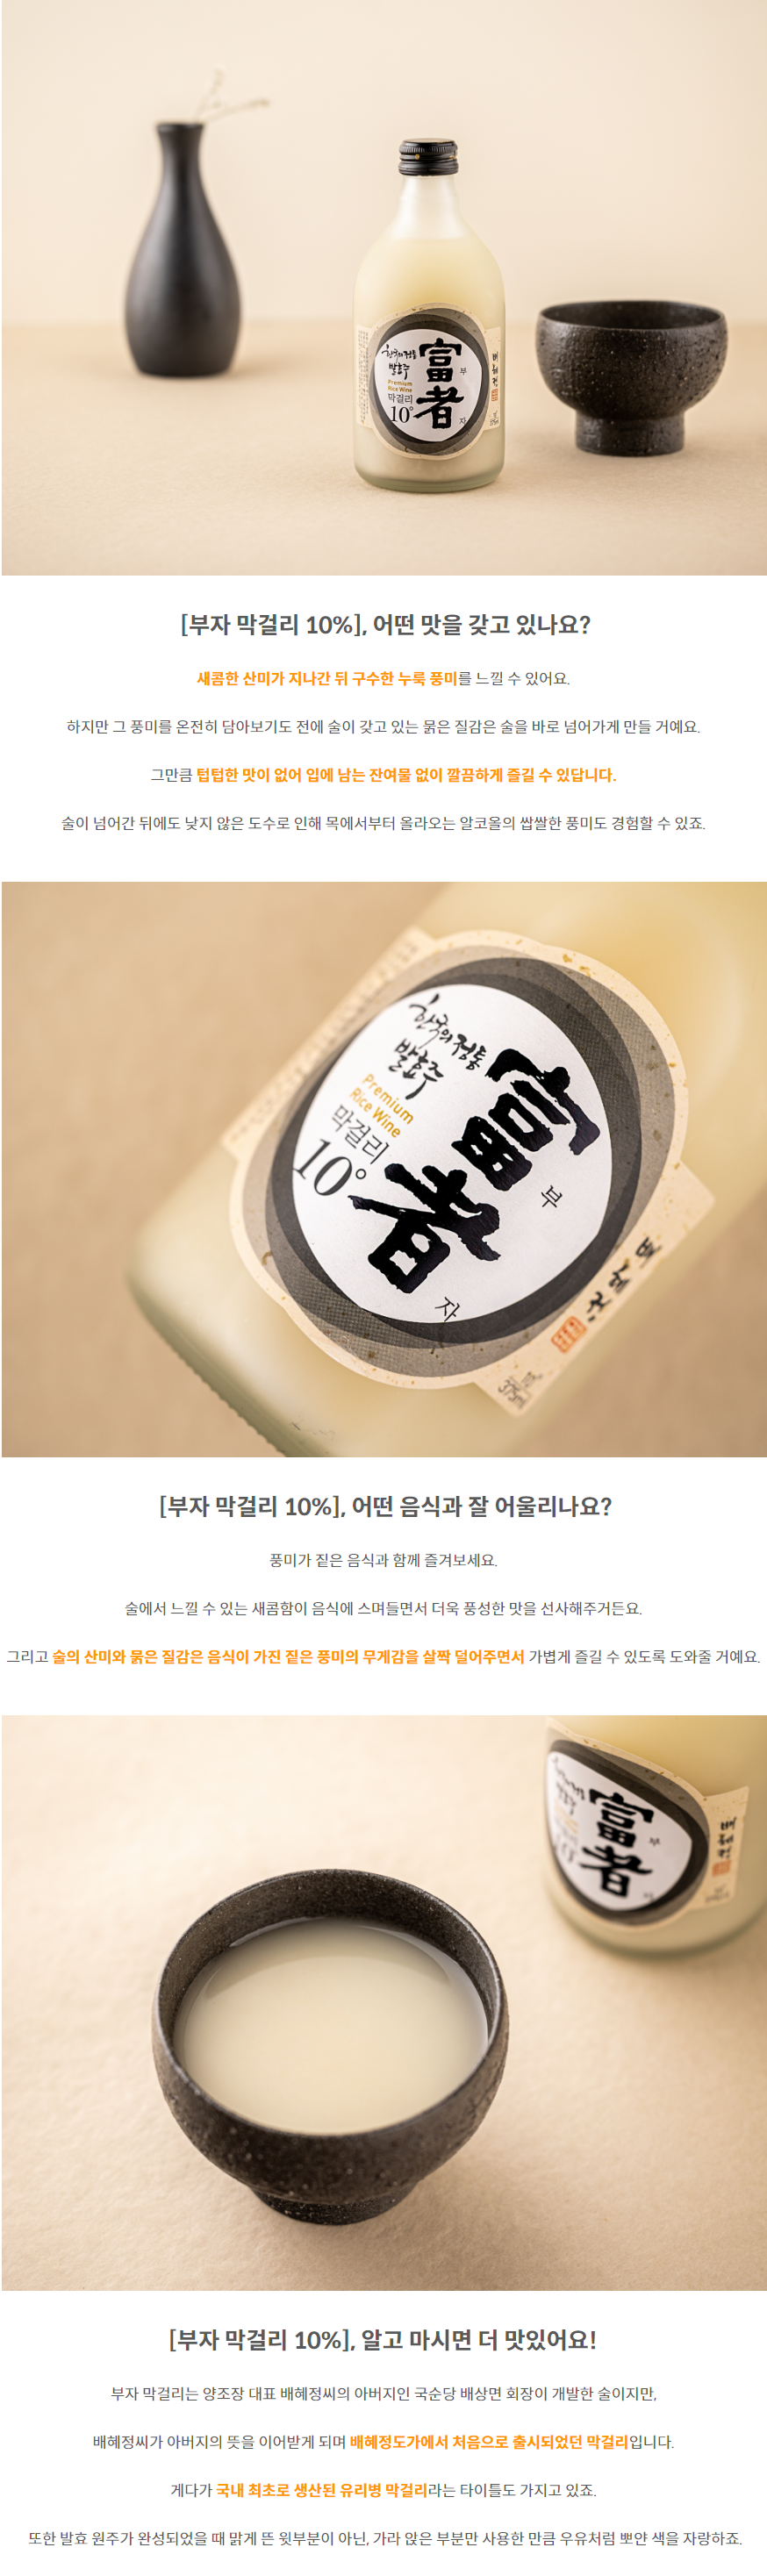 한국의 정통
발효주
Premium
Rice Wine
막걸리
10°
富者
부
자
배혜정
[부자 막걸리 10%], 어떤 맛을 갖고 있나요?
새콤한 산미가 지나간 뒤 구수한 누룩 풍미를 느낄 수 있어요.
하지만 그 풍미를 온전히 담아보기도 전에 술이 갖고 있는 묽은 질감은 술을 바로 넘어가게 만들 거예요.
그만큼 텁텁한 맛이 없어 입에 남는 잔여물 없이 깔끔하게 즐길 수 있답니다.
술이 넘어간 뒤에도 낮지 않은 도수로 인해 목에서부터 올라오는 알코올의 쌉쌀한 풍미도 경험할 수 있죠.
한국의 정통
발효주
Premium
Rice Wine
막걸리
10°
富者
부
자
[부자 막걸리 10%], 어떤 음식과 잘 어울리나요?
풍미가 짙은 음식과 함께 즐겨보세요.
술에서 느낄 수 있는 새콤함이 음식에 스며들면서 더욱 풍성한 맛을 선사해주거든요.
그리고 술의 산미와 묽은 질감은 음식이 가진 짙은 풍미의 무게감을 살짝 덜어주면서 가볍게 즐길 수 있도록 도와줄 거예요.
富者
부
배혜정
[부자 막걸리 10%], 알고 마시면 더 맛있어요!
부자 막걸리는 양조장 대표 배혜정씨의 아버지인 국순당 배상면 회장이 개발한 술이지만,
배혜정씨가 아버지의 뜻을 이어받게 되며 배혜정도가에서 처음으로 출시되었던 막걸리입니다.
게다가 국내 최초로 생산된 유리병 막걸리라는 타이틀도 가지고 있죠.
또한 발효 원주가 완성되었을 때 맑게 뜬 윗부분이 아닌, 가라 앉은 부분만 사용한 만큼 우유처럼 뽀얀 색을 자랑하죠.